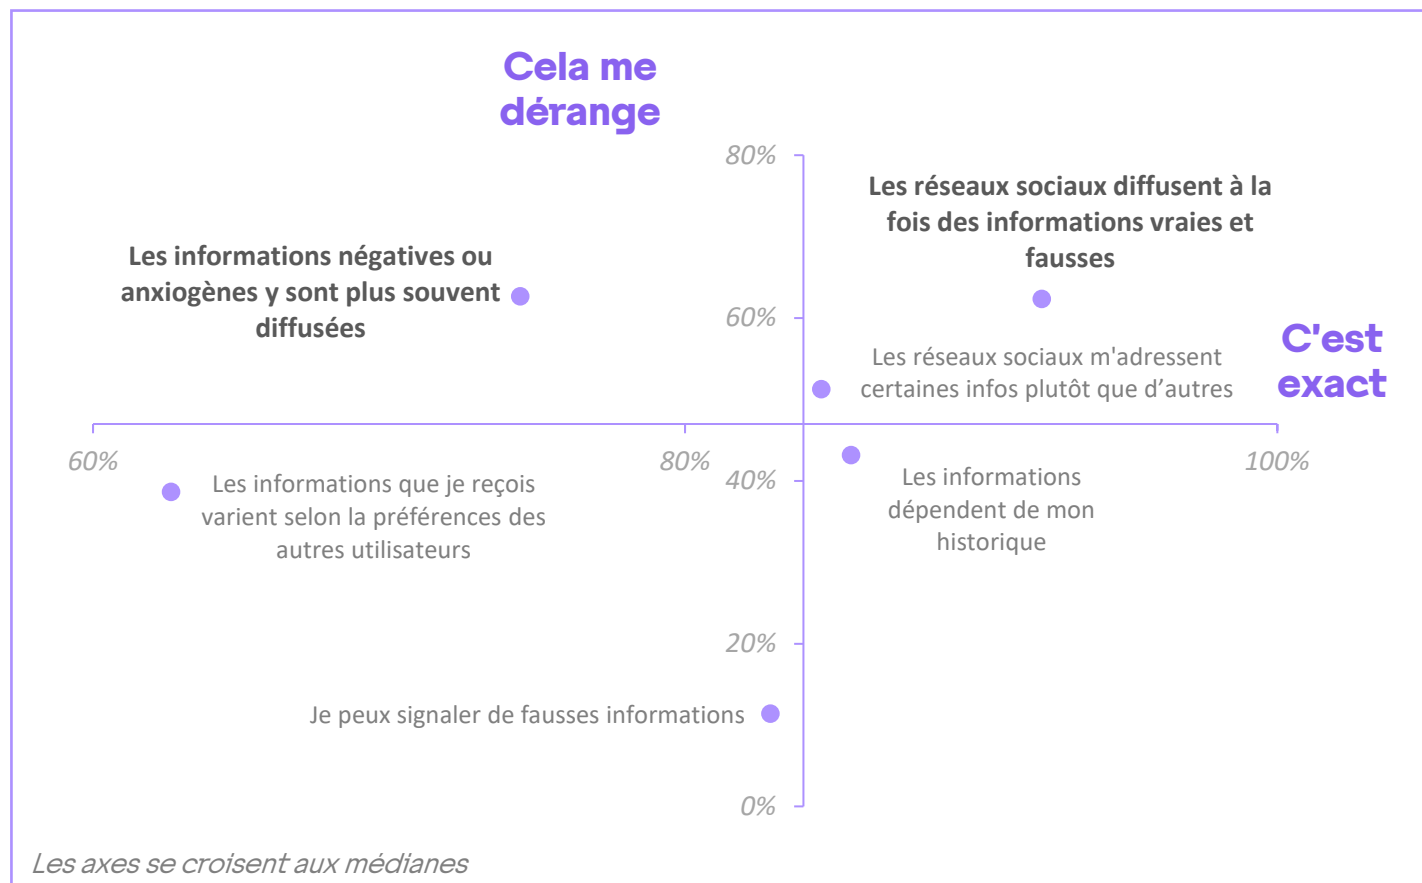 Cela me
dérange
80%
Les réseaux sociaux diffusent à la
fois des informations vraies et
fausses
Les informations négatives ou
anxiogènes y sont plus souvent
diffusées
60%
C'est
exact
Les réseaux sociaux m'adressent
certaines infos plutôt que d’autres
60%
80%
100%
40%
Les informations que je reçois
varient selon la préférences des
autres utilisateurs
Les informations
dépendent de mon
historique
20%
Je peux signaler de fausses informations
0%
Les axes se croisent aux médianes